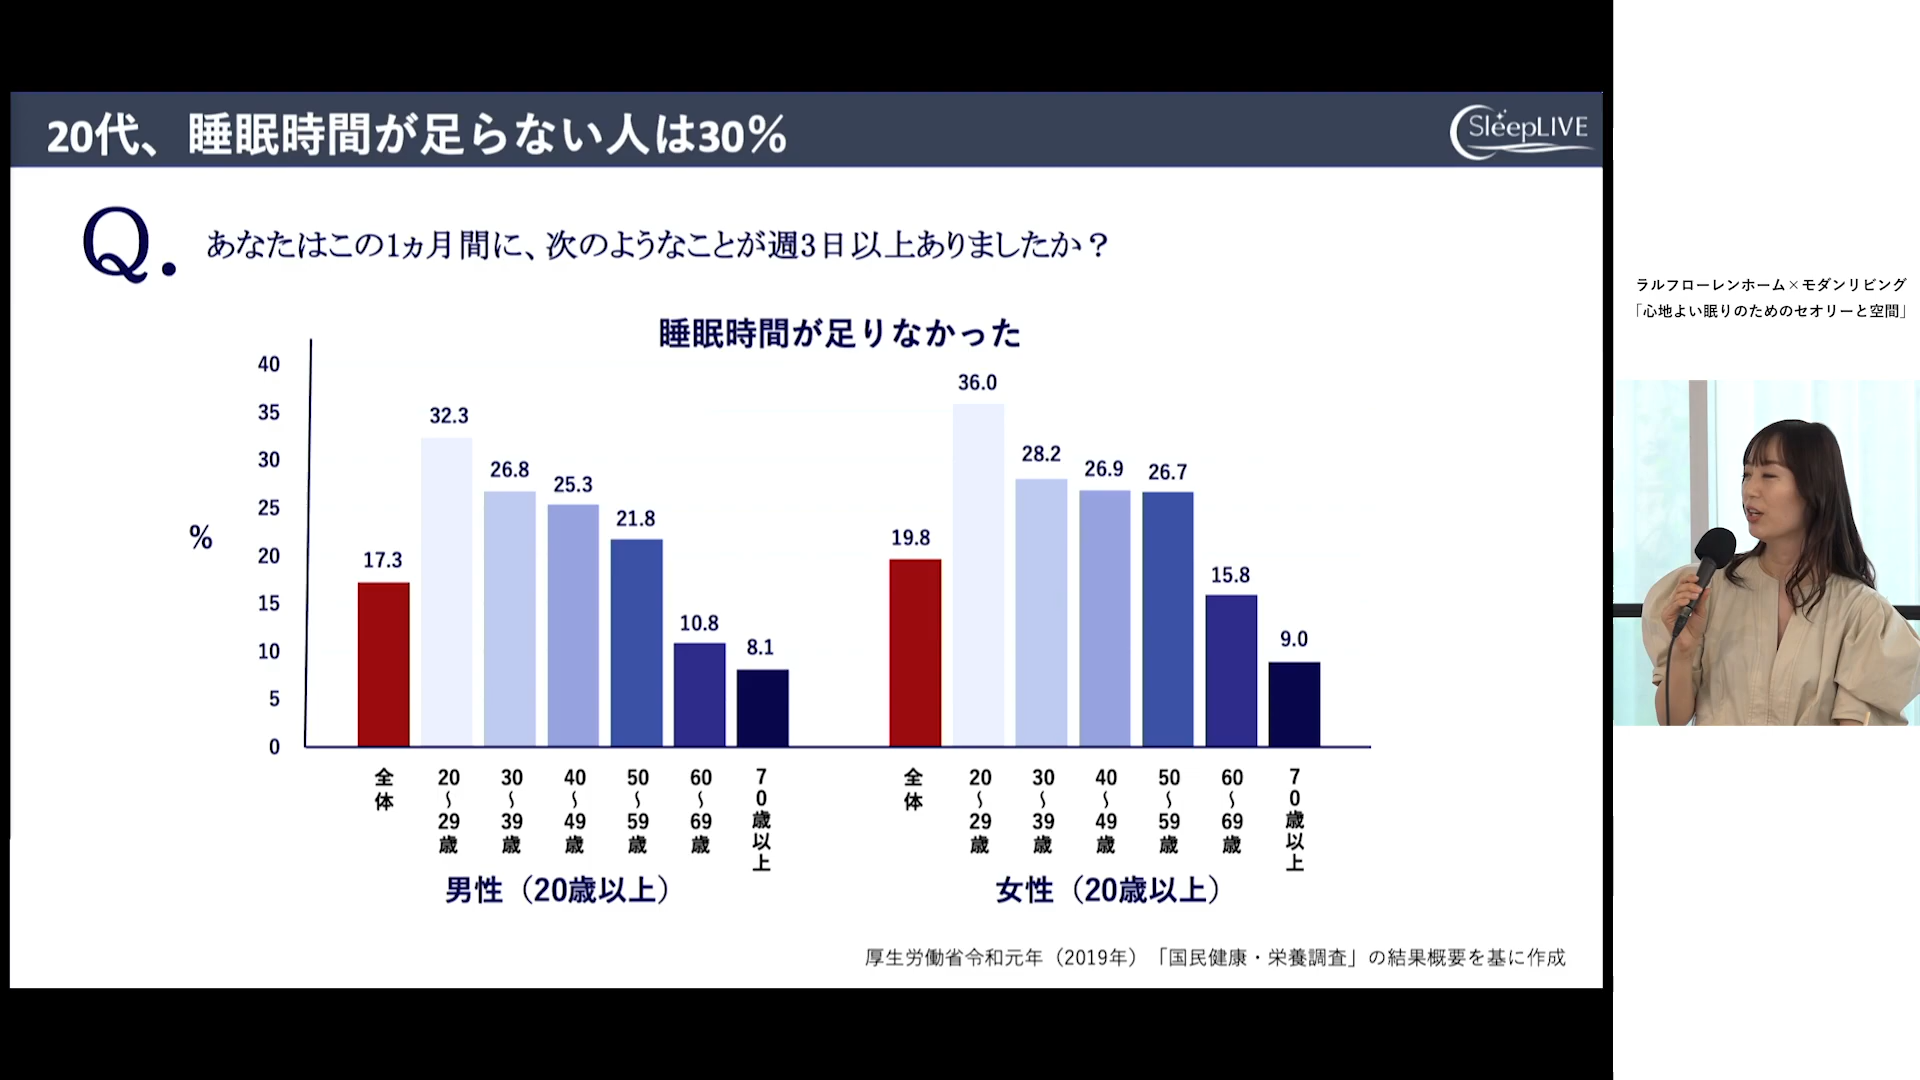 20代、睡眠時間が足らない人は30%
SleepLIVE
Q. あなたはこの1ヵ月間に、次のようなことが週3日以上ありましたか？
睡眠時間が足りなかった
%
40
35
30
25
20
15
10
5
0
17.3
32.3
26.8
25.3
21.8
10.8
8.1
19.8
36.0
28.2
26.9
26.7
15.8
9.0
全体
20〜29歳
30〜39歳
40〜49歳
50〜59歳
60〜69歳
70歳以上
全体
20〜29歳
30〜39歳
40〜49歳
50〜59歳
60〜69歳
70歳以上
男性（20歳以上）
女性（20歳以上）
厚生労働省令和元年（2019年）「国民健康・栄養調査」の結果概要を基に作成
ラルフローレンホーム×モダンリビング
「心地よい眠りのためのセオリーと空間」